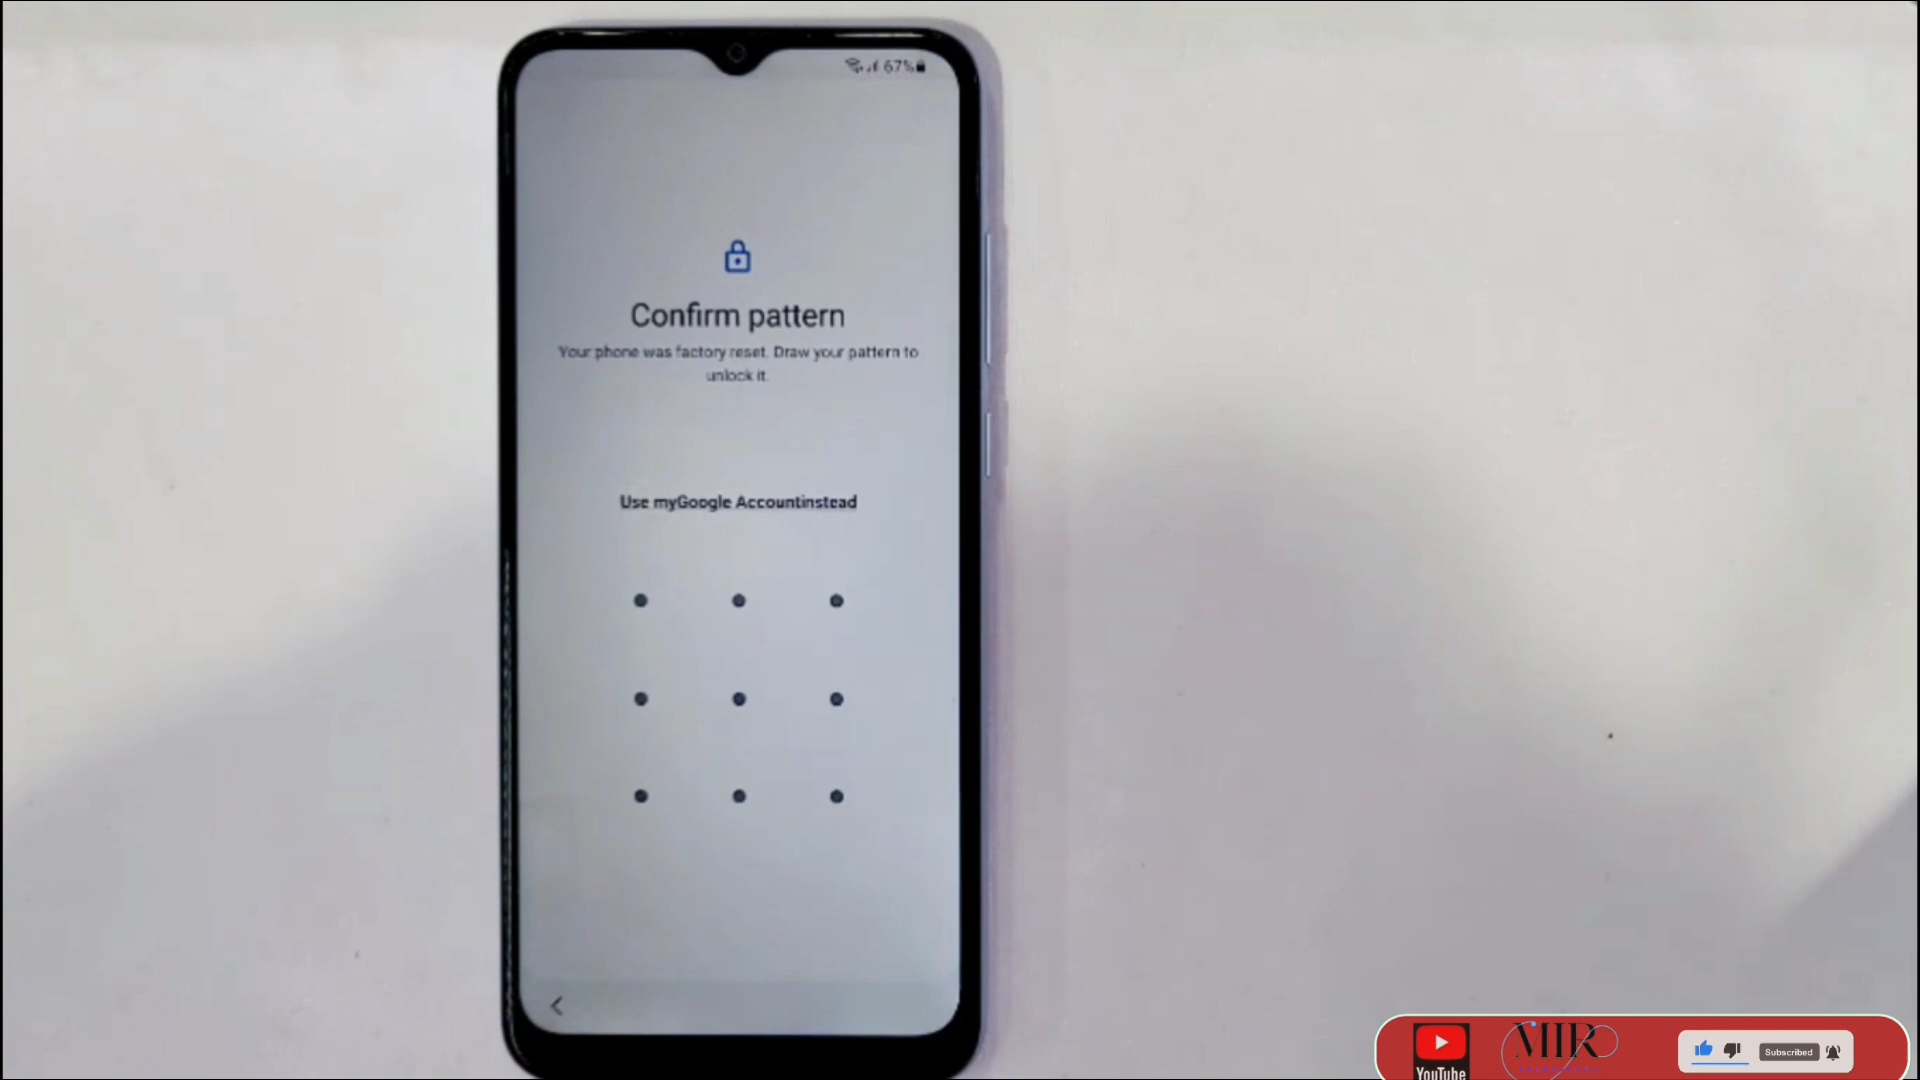 67%
Confirm pattern
Your phone was factory reset. Draw your pattern to
unlock it.
Use myGoogle Accountinstead
YouTube
MIR
Subscribed